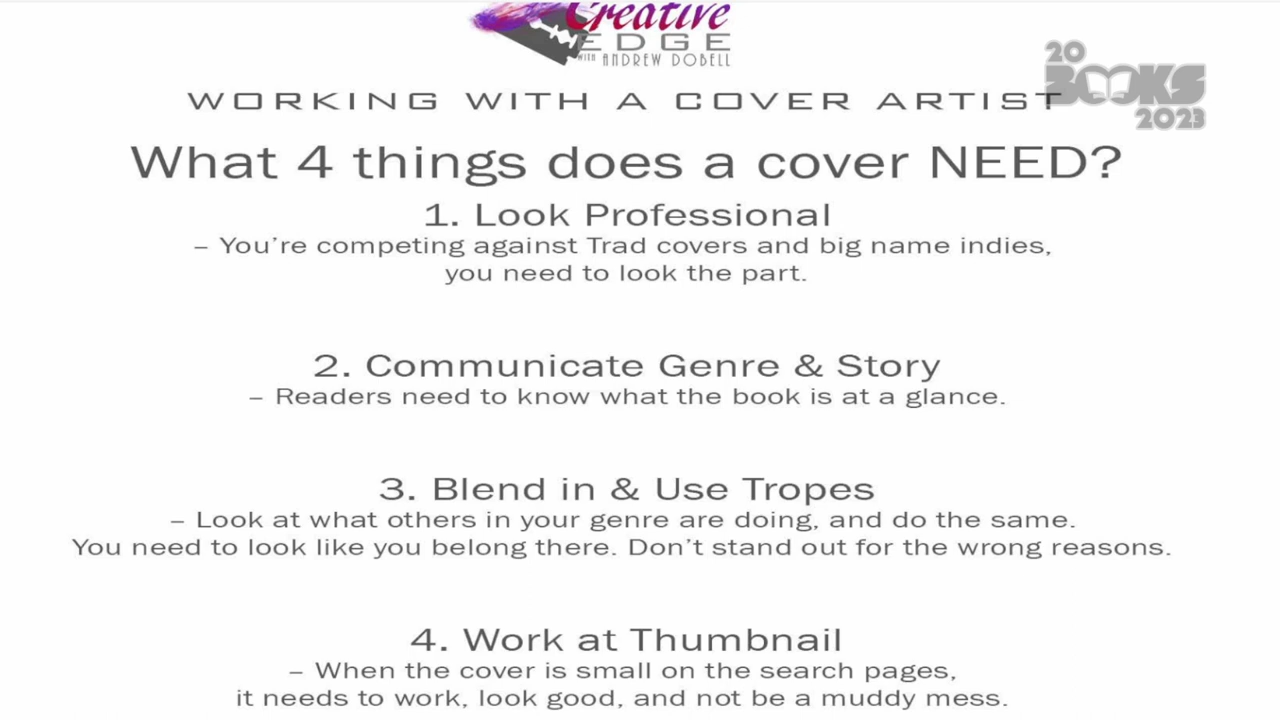 Creative
EDGE
with ANDREW DOBELL
20
BOOKS
2023
WORKING WITH A COVER ARTIST
What 4 things does a cover NEED?
1. Look Professional
– You're competing against Trad covers and big name indies,
you need to look the part.
2. Communicate Genre & Story
– Readers need to know what the book is at a glance.
3. Blend in & Use Tropes
– Look at what others in your genre are doing, and do the same.
You need to look like you belong there. Don't stand out for the wrong reasons.
4. Work at Thumbnail
– When the cover is small on the search pages,
it needs to work, look good, and not be a muddy mess.